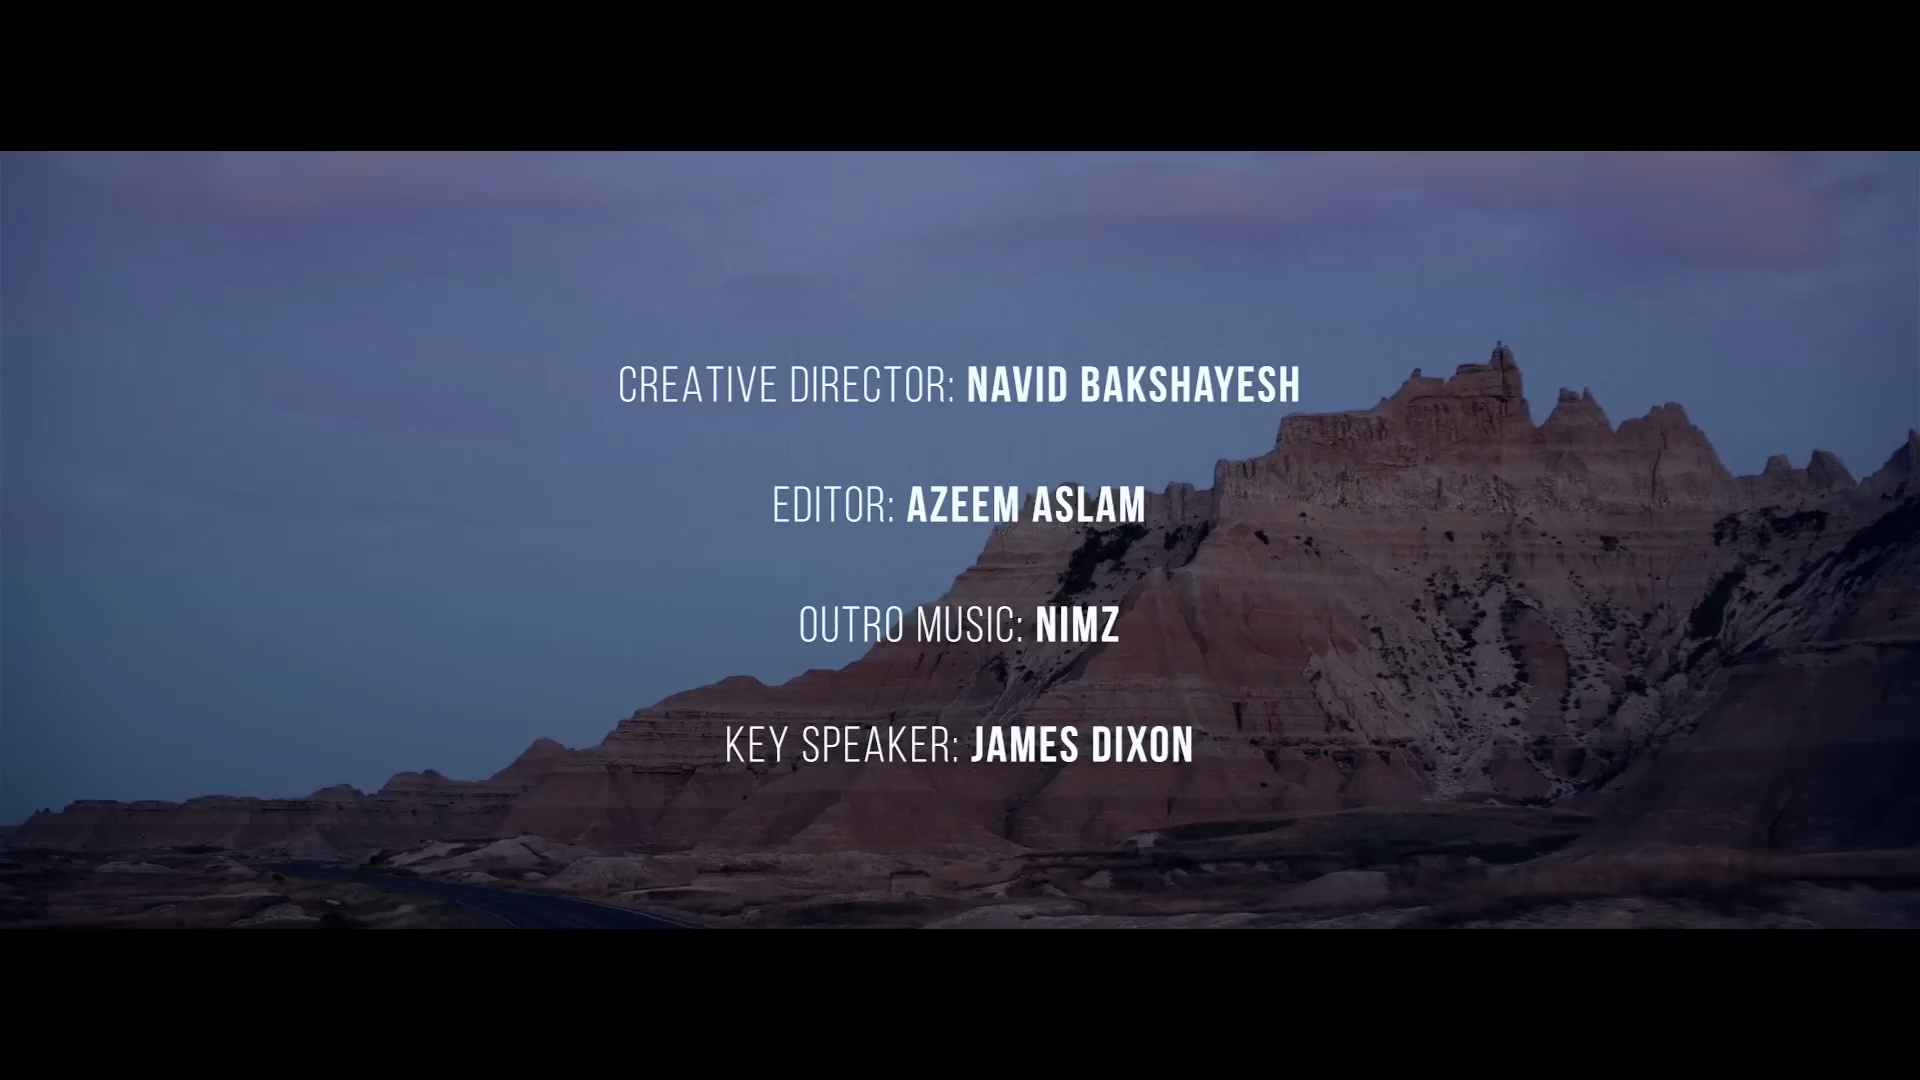 CREATIVE DIRECTOR: NAVID BAKSHAYESH
EDITOR: AZEEM ASLAM
OUTRO MUSIC: NIMZ
KEY SPEAKER: JAMES DIXON